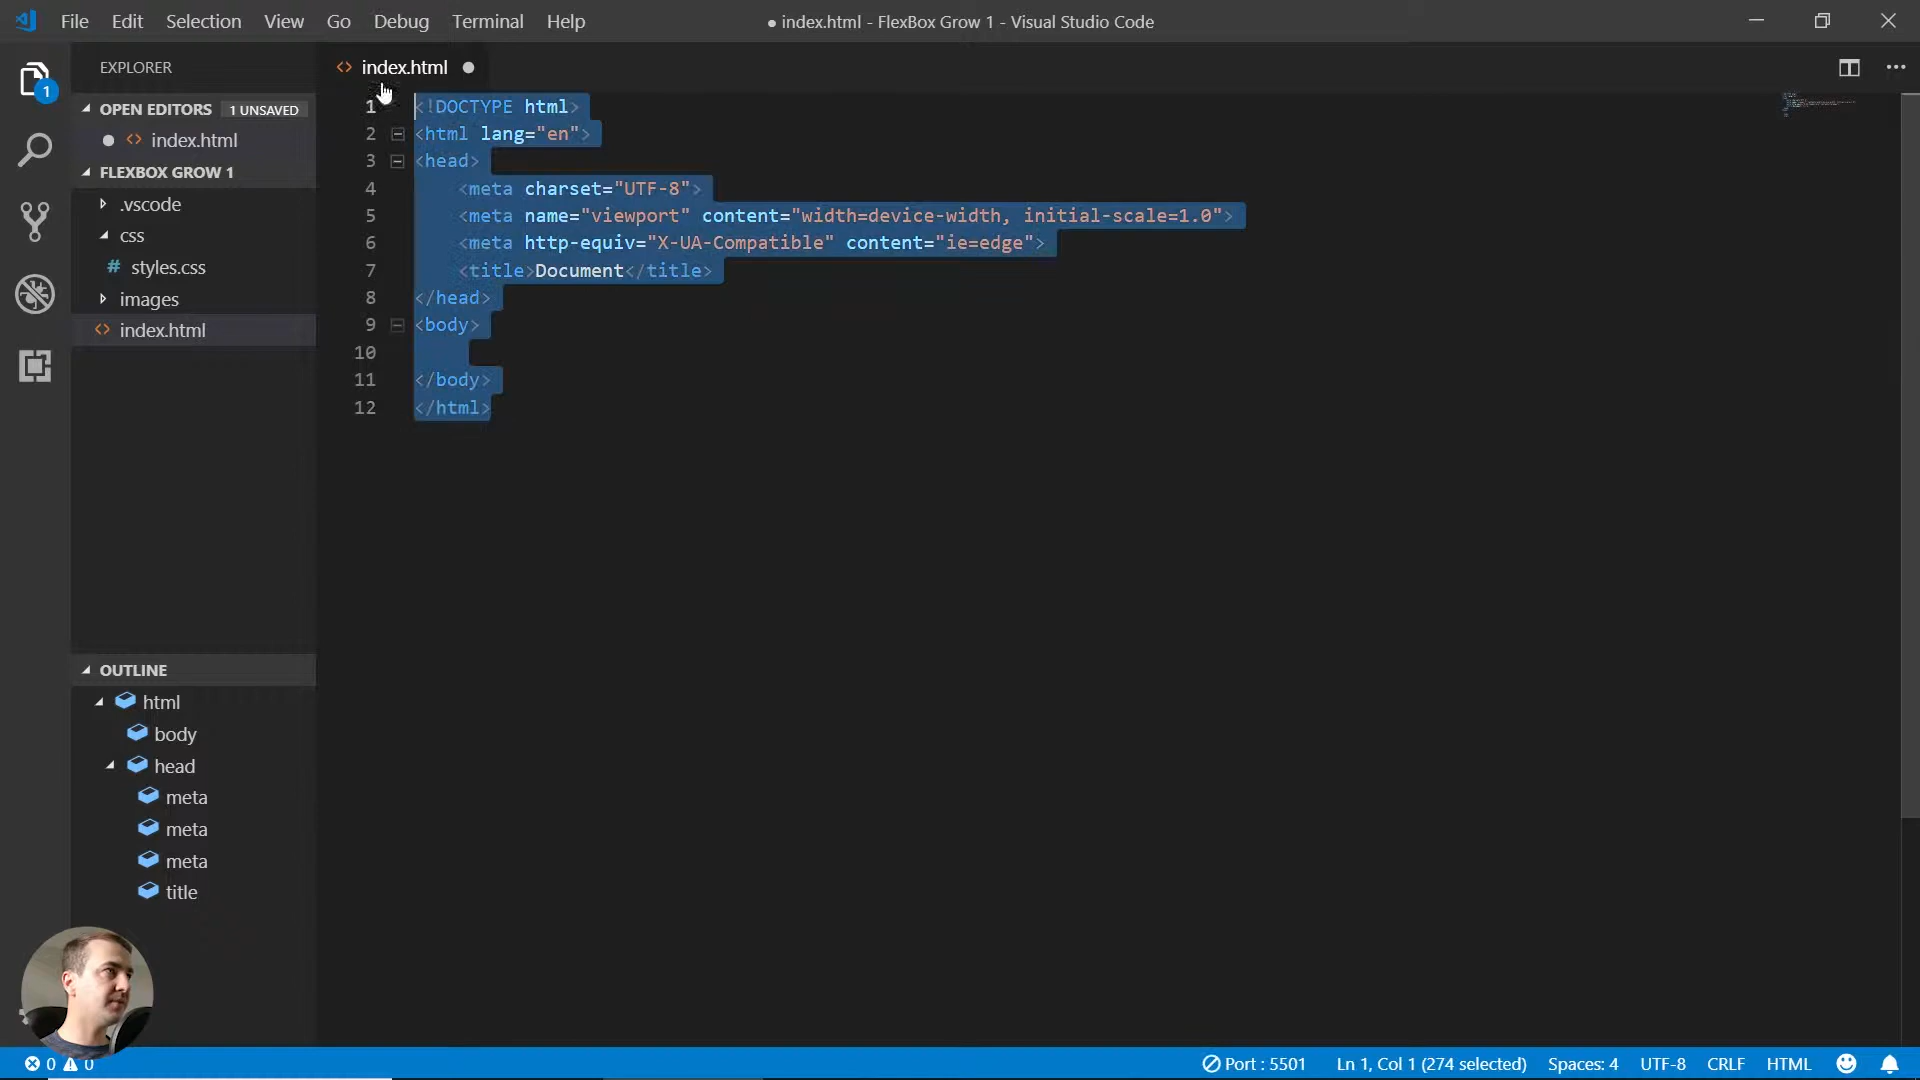 File Edit Selection View Go Debug Terminal Help
● index.html - FlexBox Grow 1 - Visual Studio Code
EXPLORER
1
OPEN EDITORS 1 UNSAVED
● <> index.html
FLEXBOX GROW 1
.vscode
css
# styles.css
images
<> index.html
OUTLINE
html
body
head
meta
meta
meta
title
<> index.html ●
1 <!DOCTYPE html>
2 <html lang="en">
3 <head>
4 <meta charset="UTF-8">
5 <meta name="viewport" content="width=device-width, initial-scale=1.0">
6 <meta http-equiv="X-UA-Compatible" content="ie=edge">
7 <title>Document</title>
8 </head>
9 <body>
10
11 </body>
12 </html>
0 0 Port : 5501 Ln 1, Col 1 (274 selected) Spaces: 4 UTF-8 CRLF HTML